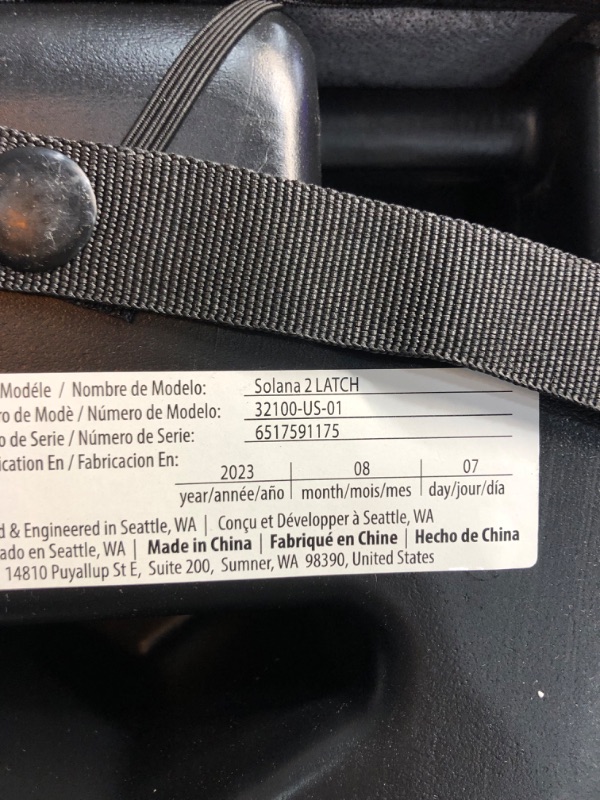 Modéle / Nombre de Modelo: Solana 2 LATCH
de Modè / Número de Modelo: 32100-US-01
de Serie / Número de Serie: 6517591175
En / Fabricacion En:
2023 | 08 | 07
year/année/año | month/mois/mes | day/jour/día
& Engineered in Seattle, WA | Conçu et Développer à Seattle, WA
en Seattle, WA | Made in China | Fabriqué en Chine | Hecho de China
14810 Puyallup St E, Suite 200, Sumner, WA 98390, United States